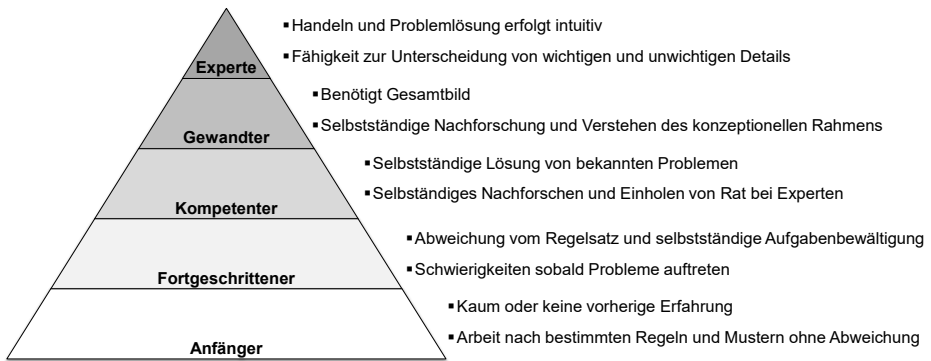 ▪Handeln und Problemlösung erfolgt intuitiv
▪Fähigkeit zur Unterscheidung von wichtigen und unwichtigen Details
Experte
▪Benötigt Gesamtbild
▪Selbstständige Nachforschung und Verstehen des konzeptionellen Rahmens
Gewandter
▪Selbstständige Lösung von bekannten Problemen
▪Selbständiges Nachforschen und Einholen von Rat bei Experten
Kompetenter
▪Abweichung vom Regelsatz und selbstständige Aufgabenbewältigung
▪Schwierigkeiten sobald Probleme auftreten
Fortgeschrittener
▪Kaum oder keine vorherige Erfahrung
▪Arbeit nach bestimmten Regeln und Mustern ohne Abweichung
Anfänger